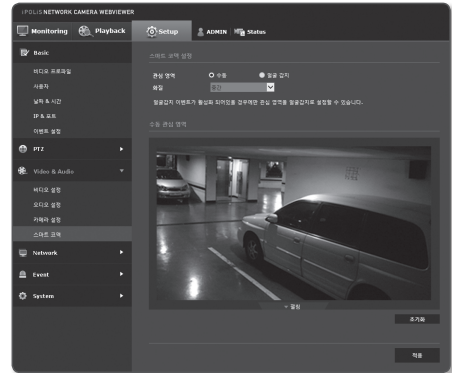 iPOLiS NETWORK CAMERA WEBVIEWER
Monitoring
Playback
Setup
ADMIN
Status
Basic
비디오 프로파일
사용자
날짜 & 시간
IP & 포트
이벤트 설정
PTZ
Video & Audio
비디오 설정
오디오 설정
카메라 설정
스마트 코덱
Network
Event
System
스마트 코덱 설정
관심 영역
수동
얼굴 감지
화질
중간
얼굴감지 이벤트가 활성화 되어있을 경우에만 관심 영역을 얼굴감지로 설정할 수 있습니다.
수동 관심 영역
펼침
초기화
적용